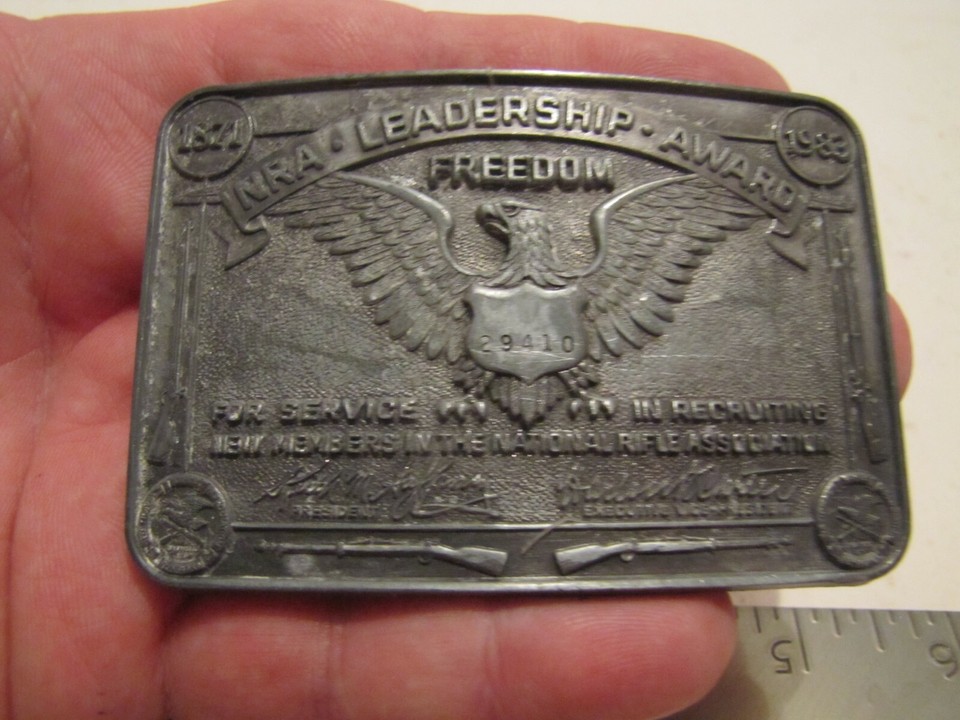 1871
1983
NRA · LEADERSHIP · AWARD
FREEDOM
29410
FOR SERVICE IN RECRUITING
NEW MEMBERS IN THE NATIONAL RIFLE ASSOCIATION
PRESIDENT EXECUTIVE VICE-PRESIDENT
5 6